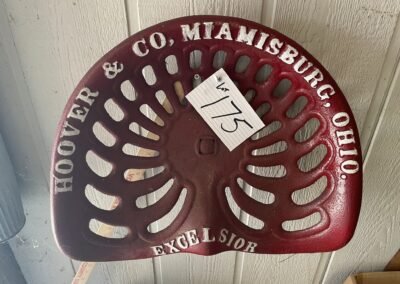 HOOVER & CO, MIAMISBURG, OHIO.
175
EXCELSIOR